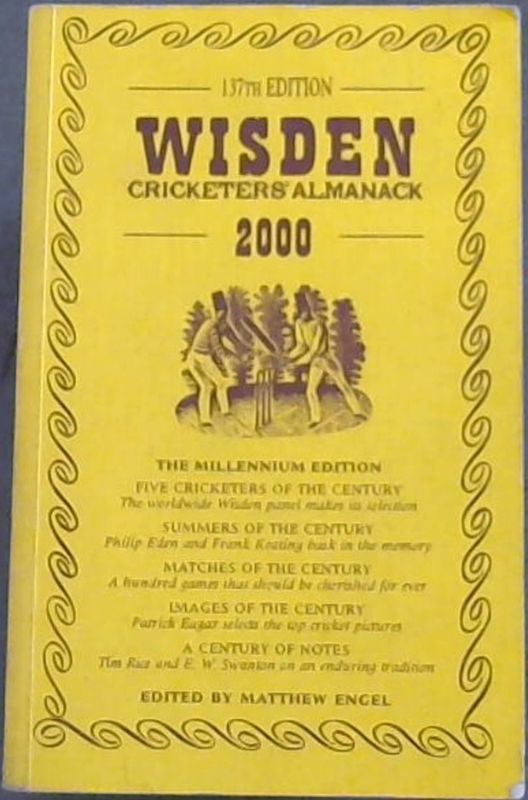 137TH EDITION
WISDEN
CRICKETERS' ALMANACK
2000
THE MILLENNIUM EDITION
FIVE CRICKETERS OF THE CENTURY
The worldwide Wisden panel makes its selection
SUMMERS OF THE CENTURY
Philip Eden and Frank Keating bask in the memory
MATCHES OF THE CENTURY
A hundred games that should be cherished for ever
IMAGES OF THE CENTURY
Patrick Eagar selects the top cricket pictures
A CENTURY OF NOTES
Tim Rice and E. W. Swanton on an enduring tradition
EDITED BY MATTHEW ENGEL